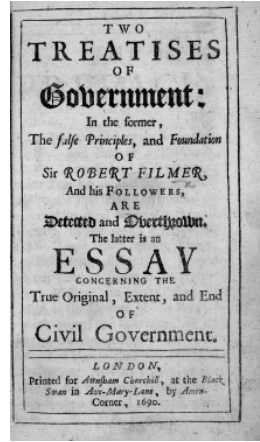 TWO
TREATISES
OF
Government:
In the former,
The false Principles, and Foundation
OF
Sir ROBERT FILMER,
And his FOLLOWERS,
ARE
Detected and Overthrown.
The latter is an
ESSAY
CONCERNING THE
True Original, Extent, and End
OF
Civil Government.
LONDON,
Printed for Awnsham Churchill, at the Black
Swan in Ave-Mary-Lane, by Amen-
Corner, 1690.